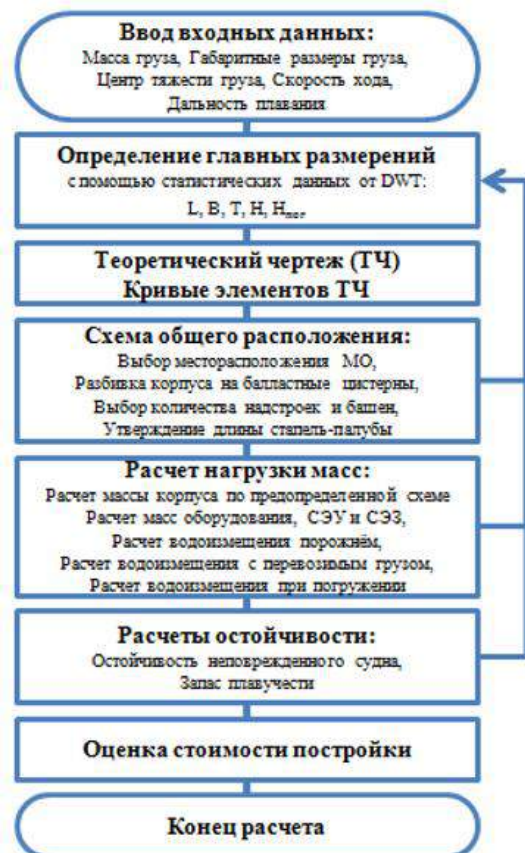 Ввод входных данных:
Масса груза, Габаритные размеры груза,
Центр тяжести груза, Скорость хода,
Дальность плавания
Определение главных размерений
с помощью статистических данных от DWT:
L, B, T, H, Hпог.
Теоретический чертеж (ТЧ)
Кривые элементов ТЧ
Схема общего расположения:
Выбор месторасположения МО,
Разбивка корпуса на балластные цистерны,
Выбор количества надстроек и башен,
Утверждение длины стапель-палубы
Расчет нагрузки масс:
Расчет массы корпуса по предопределенной схеме
Расчет масс оборудования, СЭУ и СЭЗ,
Расчет водоизмещения порожнём,
Расчет водоизмещения с перевозимым грузом,
Расчет водоизмещения при погружении
Расчеты остойчивости:
Остойчивость неповрежденного судна,
Запас плавучести
Оценка стоимости постройки
Конец расчета